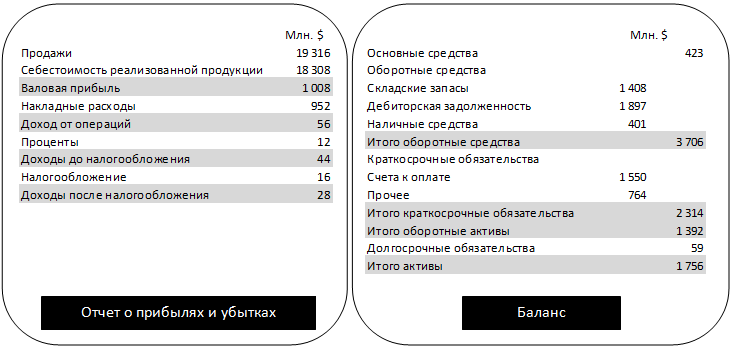 Млн. $
Продажи 19 316
Себестоимость реализованной продукции 18 308
Валовая прибыль 1 008
Накладные расходы 952
Доход от операций 56
Проценты 12
Доходы до налогообложения 44
Налогообложение 16
Доходы после налогообложения 28
Отчет о прибылях и убытках
Млн. $
Основные средства 423
Оборотные средства
Складские запасы 1 408
Дебиторская задолженность 1 897
Наличные средства 401
Итого оборотные средства 3 706
Краткосрочные обязательства
Счета к оплате 1 550
Прочее 764
Итого краткосрочные обязательства 2 314
Итого оборотные активы 1 392
Долгосрочные обязательства 59
Итого активы 1 756
Баланс